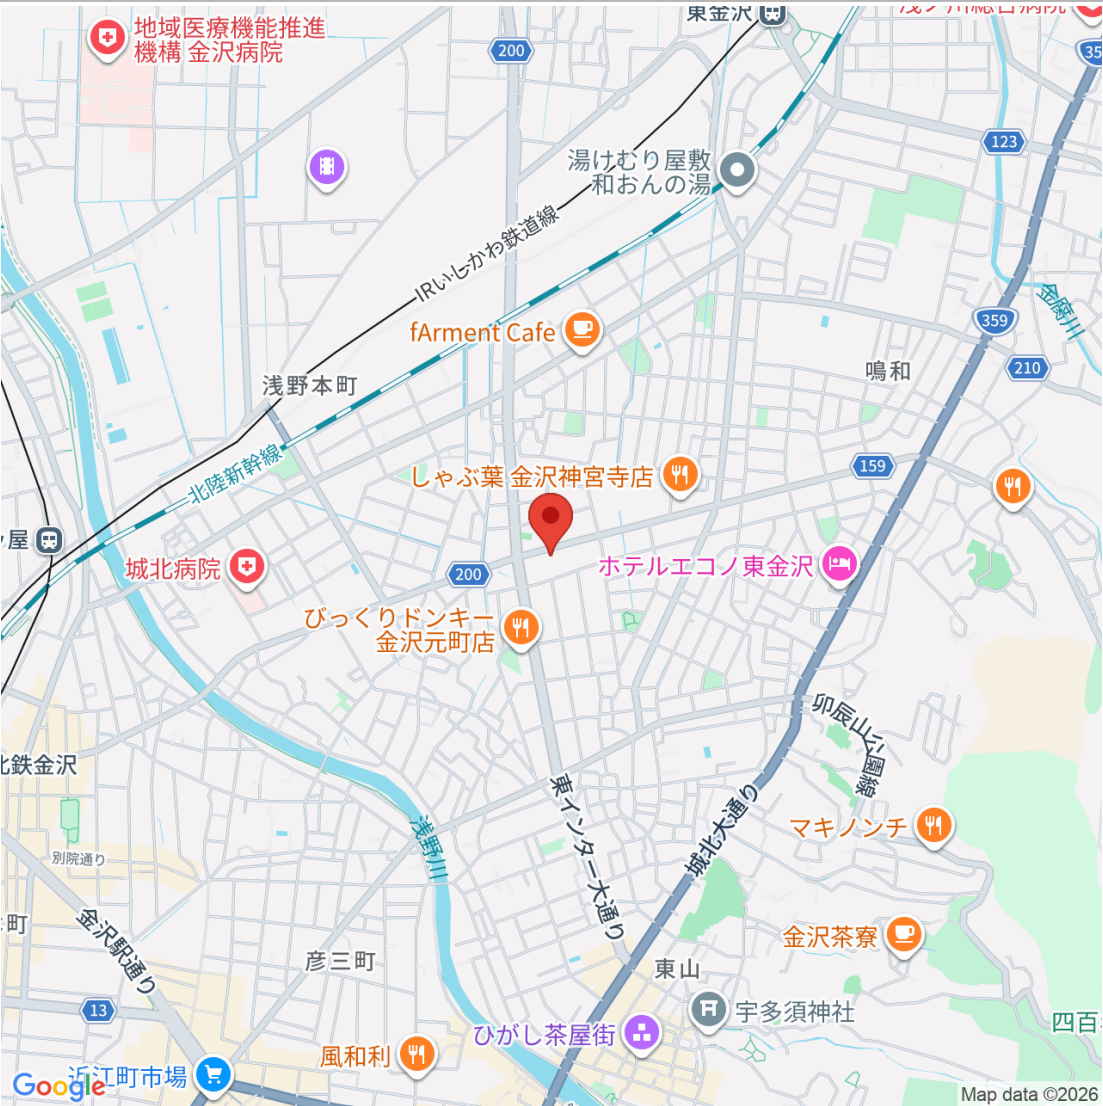 東金沢
地域医療機能推進
機構 金沢病院
200
35
123
湯けむり屋敷
和おんの湯
IRいしかわ鉄道線
金腐川
359
fArment Cafe
210
鳴和
浅野本町
159
北陸新幹線
しゃぶ葉 金沢神宮寺店
屋
城北病院
200
ホテルエコノ東金沢
びっくりドンキー
金沢元町店
卯辰山公園線
北鉄金沢
東インター大通り
城北大通り
マキノンチ
浅野川
別院通り
町
金沢駅通り
金沢茶寮
彦三町
東山
13
宇多須神社
四百
ひがし茶屋街
風和利
近江町市場
Google
Map data ©2026